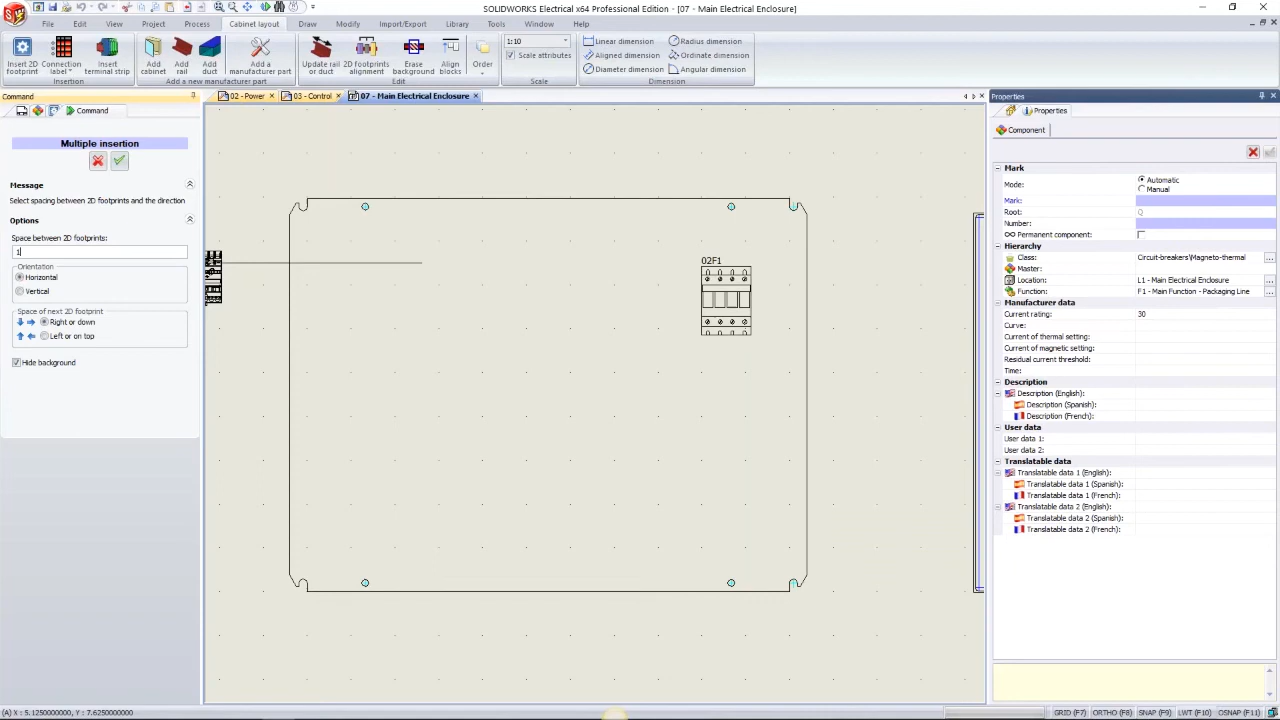 SOLIDWORKS Electrical x64 Professional Edition - [07 - Main Electrical Enclosure]
File Edit View Project Process Cabinet layout Draw Modify Import/Export Library Tools Window Help
Insert 2D footprint
Connection label
Insert terminal strip
Insertion
Add cabinet
Add rail
Add duct
Add a manufacturer part
Add a new manufacturer part
Update rail or duct
2D footprints alignment
Erase background
Align blocks
Order
Edit
1:10
Scale attributes
Scale
Linear dimension
Aligned dimension
Diameter dimension
Radius dimension
Ordinate dimension
Angular dimension
Dimension
Command
Command
Multiple insertion
Message
Select spacing between 2D footprints and the direction
Options
Space between 2D footprints:
1
Orientation
Horizontal
Vertical
Space of next 2D footprint
Right or down
Left or on top
Hide background
02 - Power 03 - Control 07 - Main Electrical Enclosure
02F1
Properties
Properties
Component
Mark
Mode: Automatic
Manual
Mark:
Root: Q
Number:
Permanent component:
Hierarchy
Class: Circuit-breakers\Magneto-thermal ...
Master:
Location: L1 - Main Electrical Enclosure ...
Function: F1 - Main Function - Packaging Line ...
Manufacturer data
Current rating: 30
Curve:
Current of thermal setting:
Current of magnetic setting:
Residual current threshold:
Time:
Description
Description (English):
Description (Spanish):
Description (French):
User data
User data 1:
User data 2:
Translatable data
Translatable data 1 (English):
Translatable data 1 (Spanish):
Translatable data 1 (French):
Translatable data 2 (English):
Translatable data 2 (Spanish):
Translatable data 2 (French):
(A) X : 5.1250000000, Y : 7.6250000000
GRID (F7) ORTHO (F8) SNAP (F9) LWT (F10) OSNAP (F11)